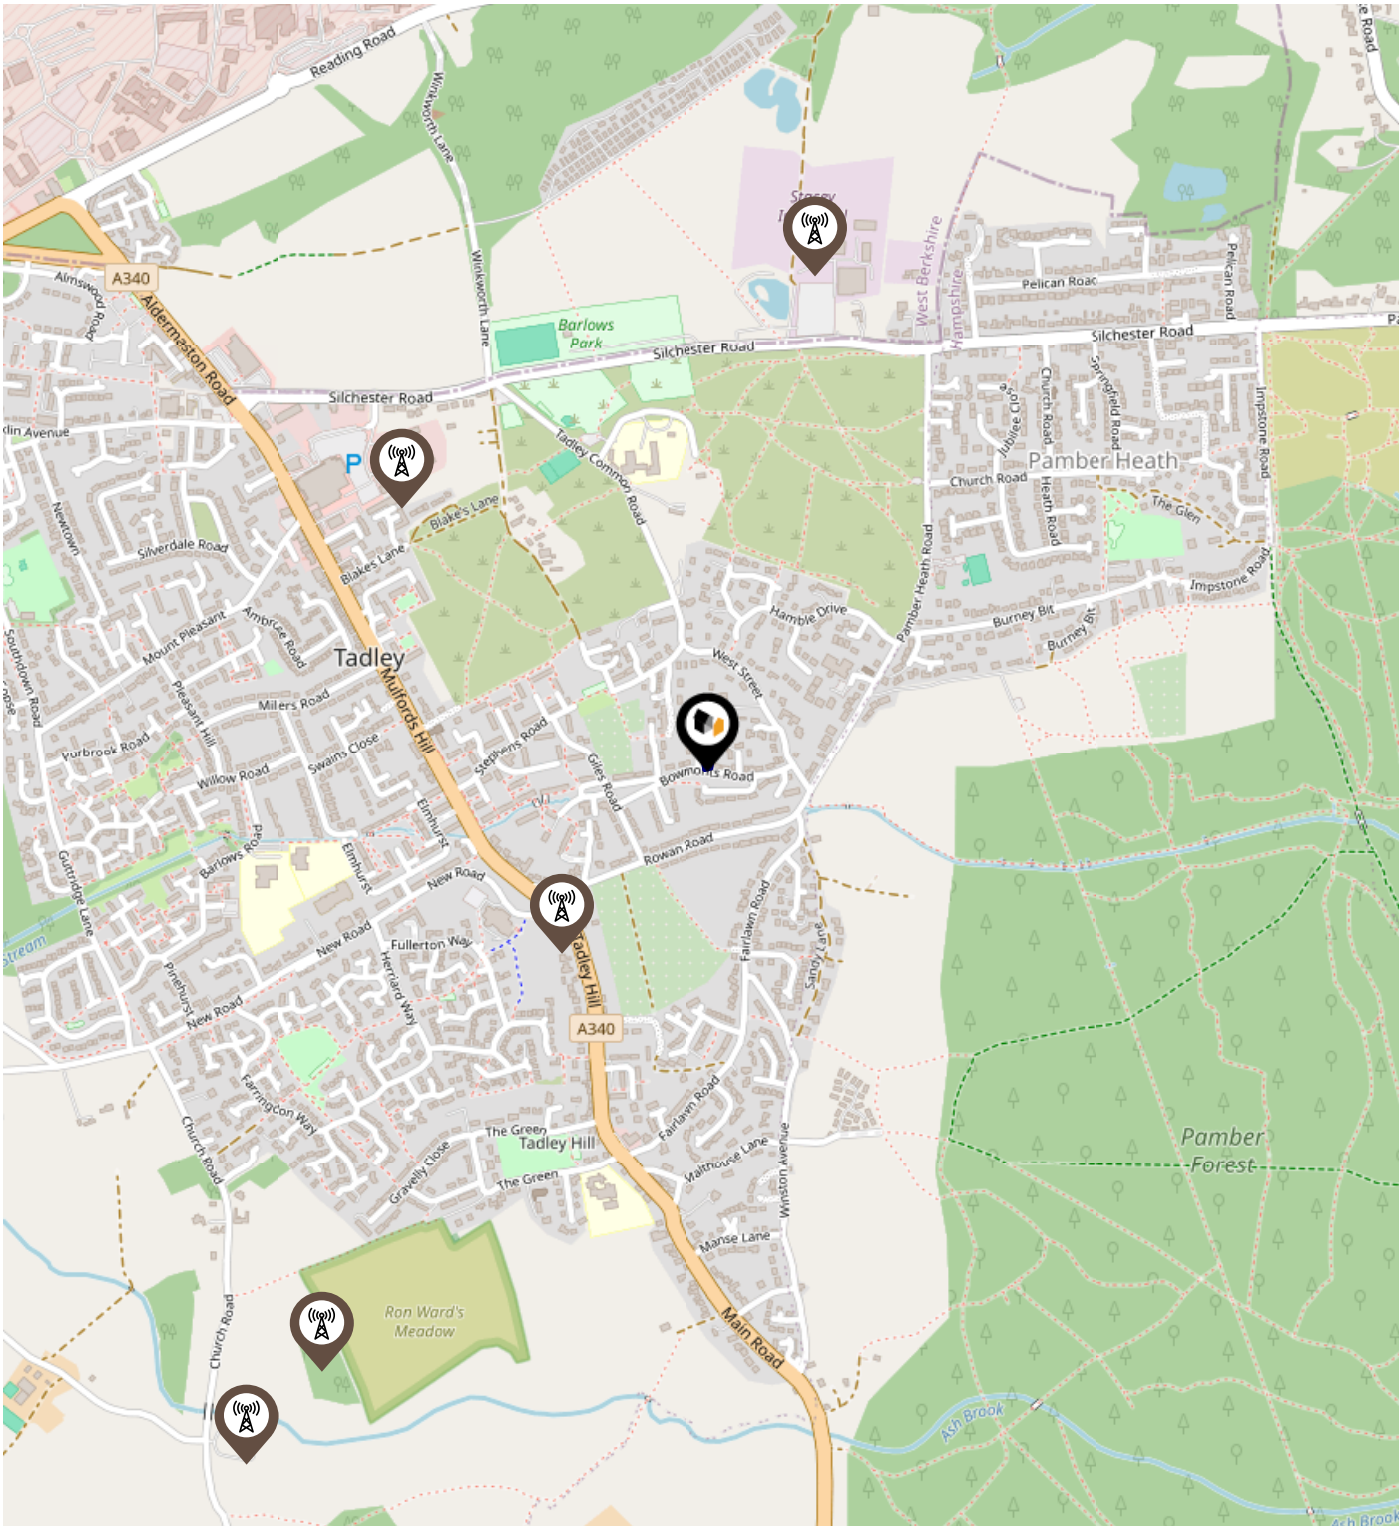 Reading Road
Winkworth Lane
A340
Almswood Road
Aldermaston Road
Winkworth Lane
Barlows
Park
Silchester Road
Silchester Road
West Berkshire
Hampshire
Pelican Road
Pelican Road
Silchester Road
Church Road
Springfield Road
Impstone Road
Pamber Heath
Church Road
Heath Road
The Glen
Impstone Road
Burney Bit
Burney Bit
Pamber Heath Road
Tadley Common Road
P
Blake's Lane
Blakes Lane
Newtown
Silverdale Road
Mount Pleasant
Ambrose Road
Southdown Road
Tadley
Mulfords Hill
Milers Road
Pleasant Hill
Swains Close
Willow Road
Stephens Road
Giles Road
Hamble Drive
West Street
Bowmonts Road
Rowan Road
Elmhurst
Elmhurst
Barlows Road
Guttridge Lane
Stream
New Road
New Road
New Road
Pinehurst
Fullerton Way
Herriard Way
Tadley Hill
A340
Fairlawn Road
Sandy Lane
Farringdon Way
Church Road
The Green
Tadley Hill
The Green
Gravelly Close
Fairlawn Road
Malthouse Lane
Winston Avenue
Manse Lane
Main Road
Pamber
Forest
Ron Ward's
Meadow
Church Road
Ash Brook
Ash Brook